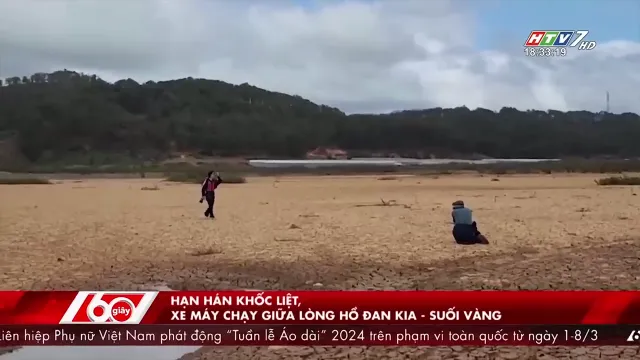 HTV7 HD
18:33:19
60 giây
HẠN HÁN KHỐC LIỆT,
XE MÁY CHẠY GIỮA LÒNG HỒ ĐAN KIA - SUỐI VÀNG
Liên hiệp Phụ nữ Việt Nam phát động “Tuần lễ Áo dài” 2024 trên phạm vi toàn quốc từ ngày 1-8/3